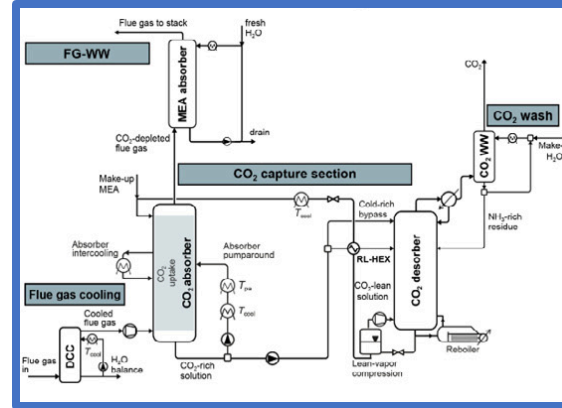 Flue gas to stack
fresh
H₂O
FG-WW
MEA absorber
drain
CO₂-depleted
flue gas
CO₂
CO₂ wash
CO₂ WW
Make-
H₂O
CO₂ capture section
Make-up
MEA
T_cool
Cold-rich
bypass
NH₃-rich
residue
Absorber
intercooling
CO₂
uptake
CO₂ absorber
Absorber
pumparound
T_pa
T_cool
RL-HEX
CO₂ desorber
CO₂-lean
solution
Flue gas cooling
Cooled
flue gas
Reboiler
Flue gas
in
DCC
T_cool
H₂O
balance
CO₂-rich
solution
Lean-vapor
compression